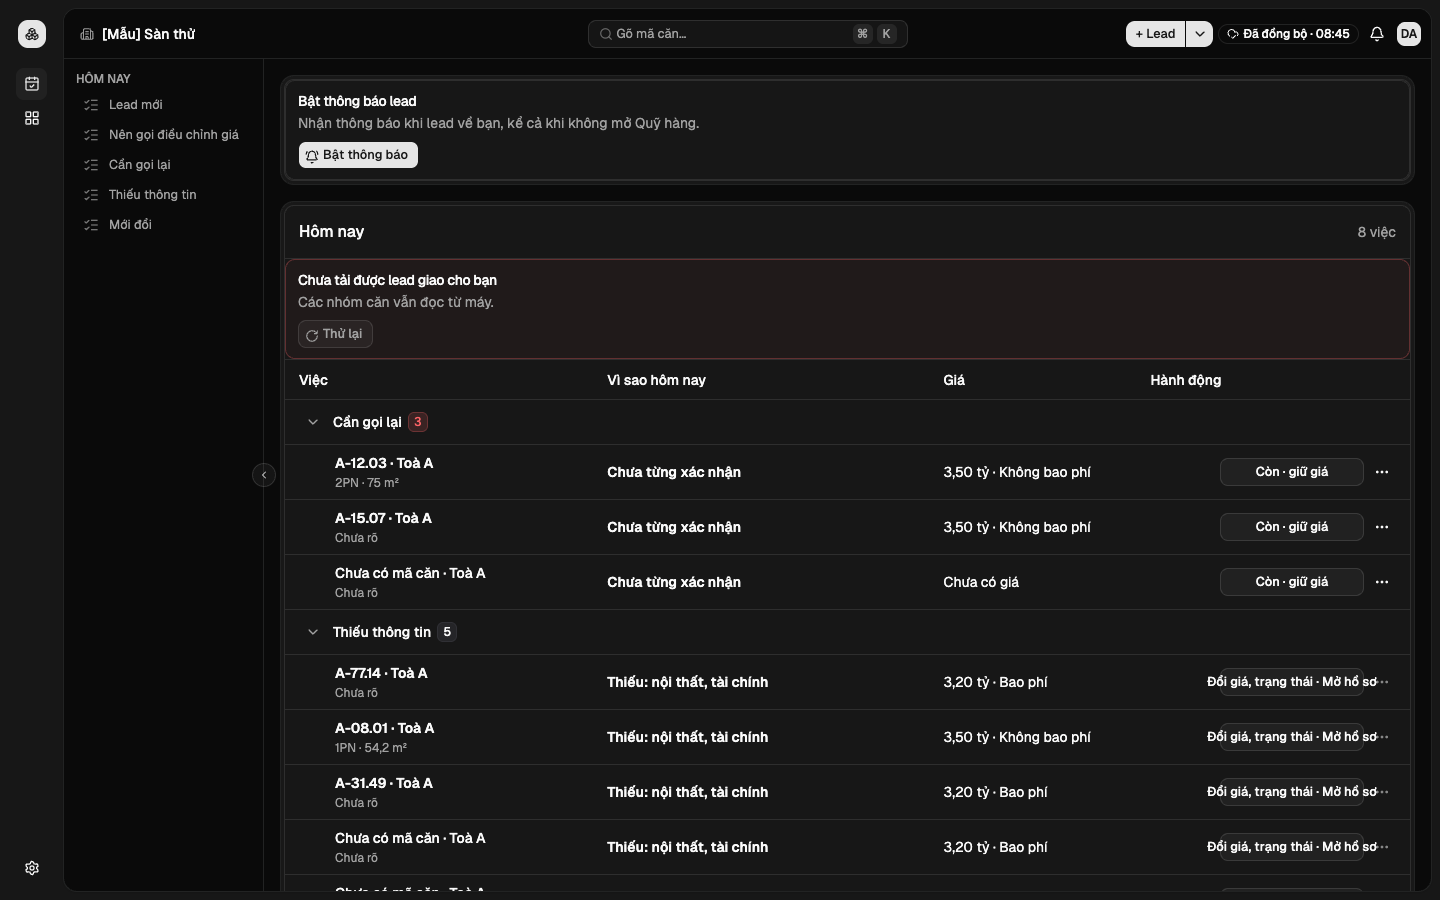 [Mẫu] Sàn thử
Gõ mã căn...
⌘ K
+ Lead
Đã đồng bộ · 08:45
DA
HÔM NAY
Lead mới
Nên gọi điều chỉnh giá
Cần gọi lại
Thiếu thông tin
Mới đổi
Bật thông báo lead
Nhận thông báo khi lead về bạn, kể cả khi không mở Quỹ hàng.
Bật thông báo
Hôm nay
8 việc
Chưa tải được lead giao cho bạn
Các nhóm căn vẫn đọc từ máy.
Thử lại
Việc Vì sao hôm nay Giá Hành động
Cần gọi lại 3
A-12.03 · Toà A
2PN · 75 m²
Chưa từng xác nhận
3,50 tỷ · Không bao phí
Còn · giữ giá
A-15.07 · Toà A
Chưa rõ
Chưa từng xác nhận
3,50 tỷ · Không bao phí
Còn · giữ giá
Chưa có mã căn · Toà A
Chưa rõ
Chưa từng xác nhận
Chưa có giá
Còn · giữ giá
Thiếu thông tin 5
A-77.14 · Toà A
Chưa rõ
Thiếu: nội thất, tài chính
3,20 tỷ · Bao phí
Đổi giá, trạng thái · Mở hồ sơ
A-08.01 · Toà A
1PN · 54,2 m²
Thiếu: nội thất, tài chính
3,50 tỷ · Không bao phí
Đổi giá, trạng thái · Mở hồ sơ
A-31.49 · Toà A
Chưa rõ
Thiếu: nội thất, tài chính
3,20 tỷ · Bao phí
Đổi giá, trạng thái · Mở hồ sơ
Chưa có mã căn · Toà A
Chưa rõ
Thiếu: nội thất, tài chính
3,20 tỷ · Bao phí
Đổi giá, trạng thái · Mở hồ sơ